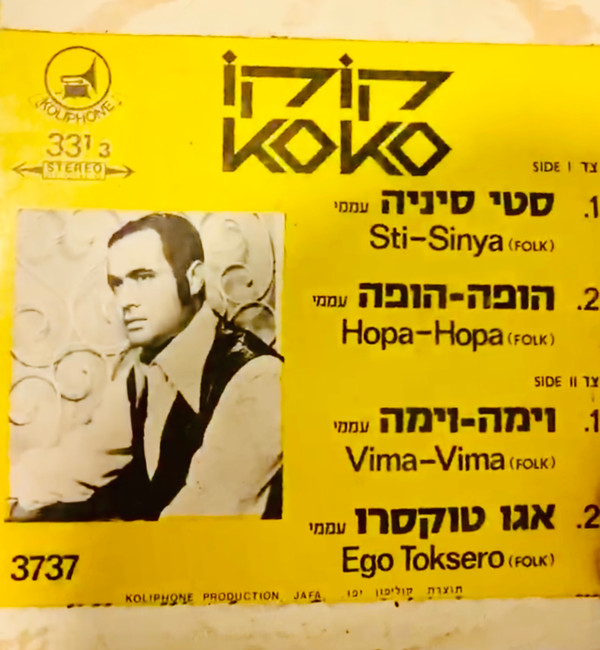 KOLIPHONE
33 1/3
STEREO
קוקו
KOKO
SIDE I צד
1. סטי סיניה עממי
Sti-Sinya (FOLK)
2. הופה-הופה עממי
Hopa-Hopa (FOLK)
SIDE II צד
1. וימה-וימה עממי
Vima-Vima (FOLK)
2. אגו טוקסרו עממי
Ego Toksero (FOLK)
3737
KOLIPHONE PRODUCTION JAFA. תוצרת קוליפון יפו